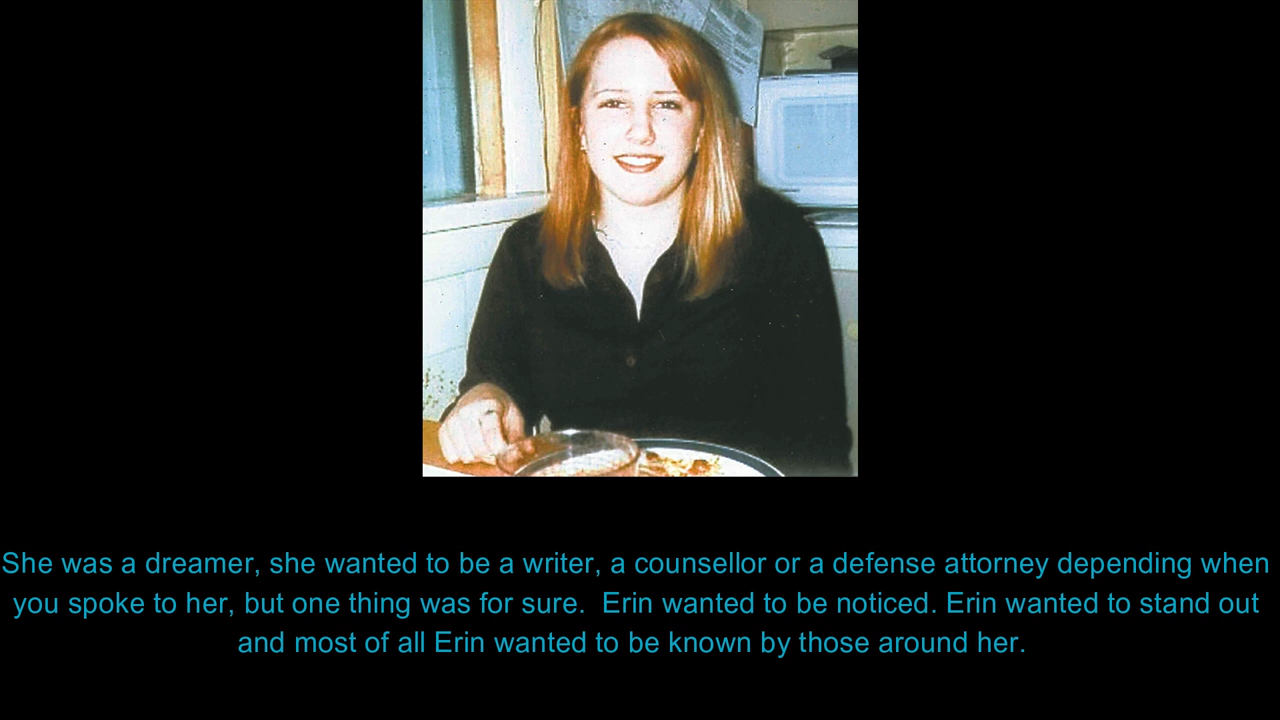 She was a dreamer, she wanted to be a writer, a counsellor or a defense attorney depending when
you spoke to her, but one thing was for sure.  Erin wanted to be noticed. Erin wanted to stand out
and most of all Erin wanted to be known by those around her.